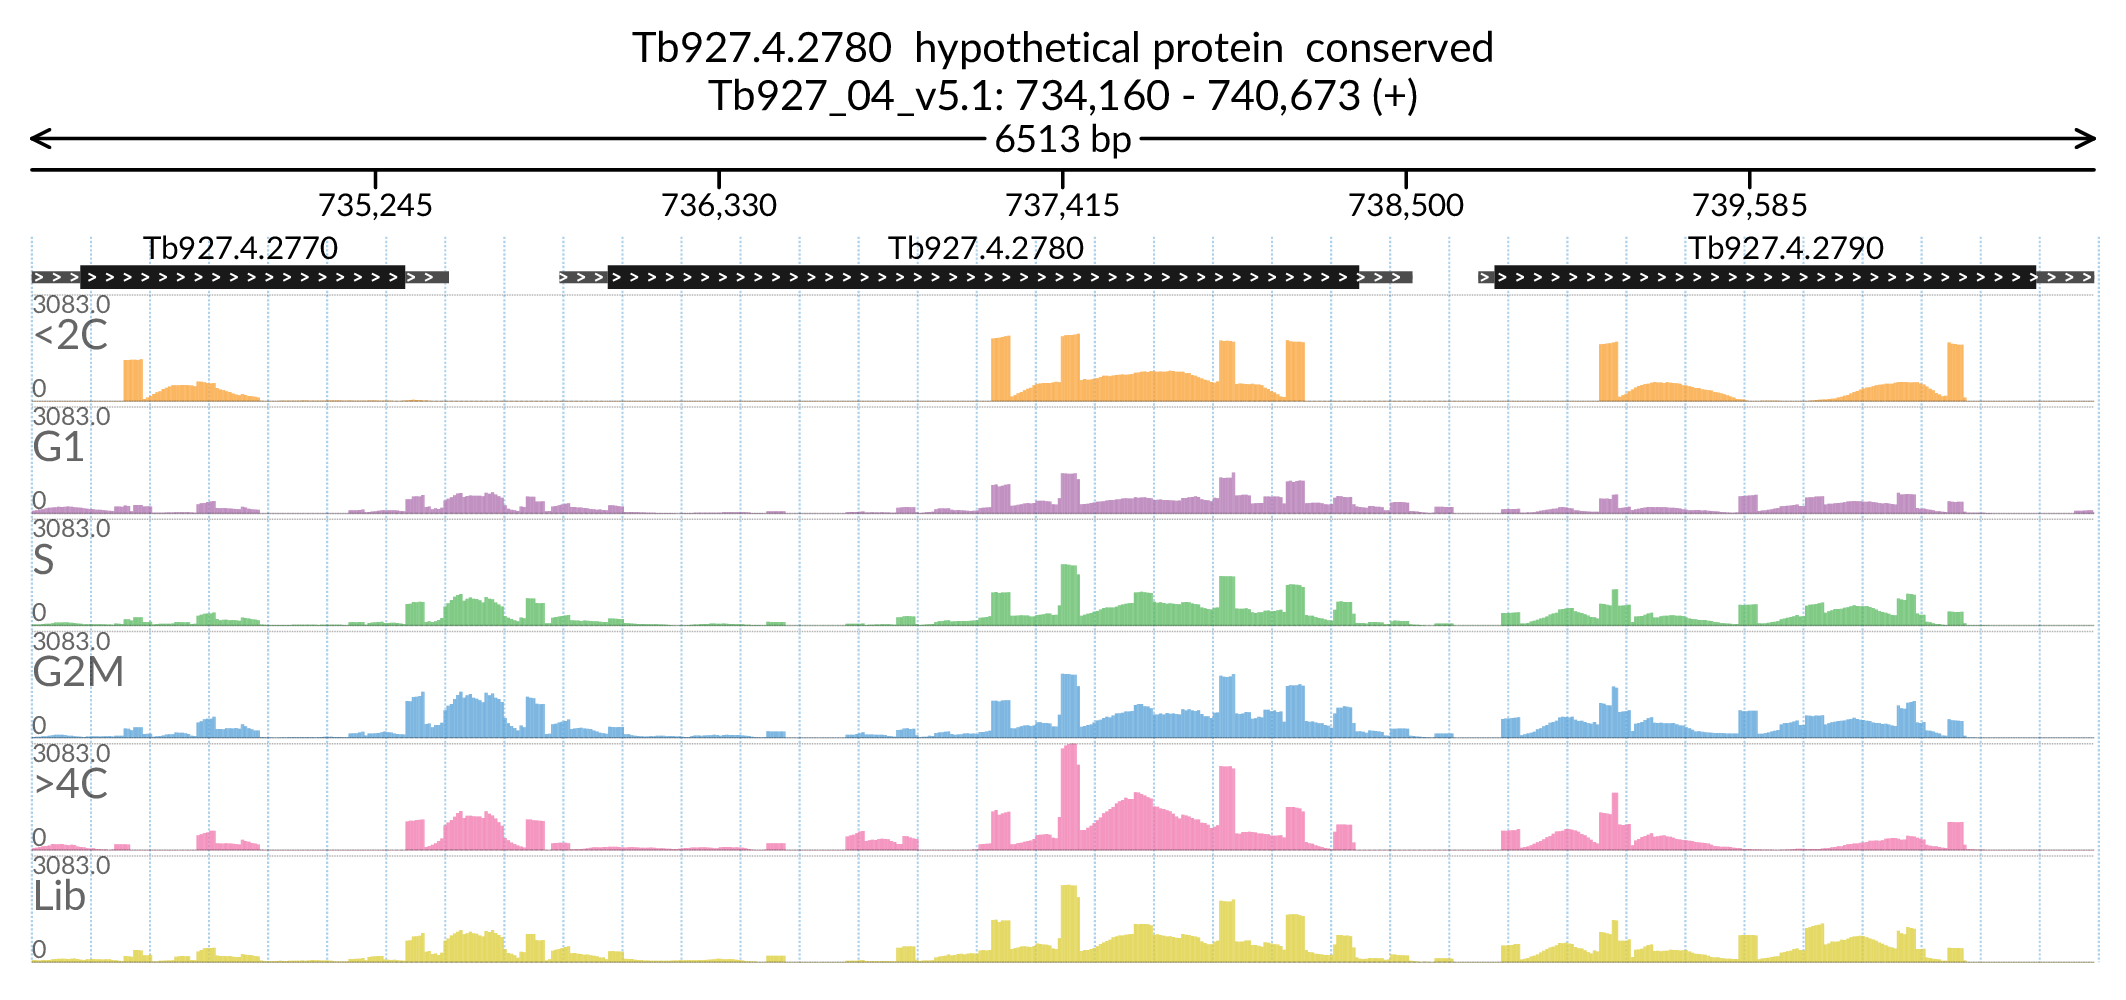 Tb927.4.2780  hypothetical protein  conserved
Tb927_04_v5.1: 734,160 - 740,673 (+)
6513 bp
735,245 736,330 737,415 738,500 739,585
Tb927.4.2770 Tb927.4.2780 Tb927.4.2790
3083.0
<2C
0
3083.0
G1
0
3083.0
S
0
3083.0
G2M
0
3083.0
>4C
0
3083.0
Lib
0